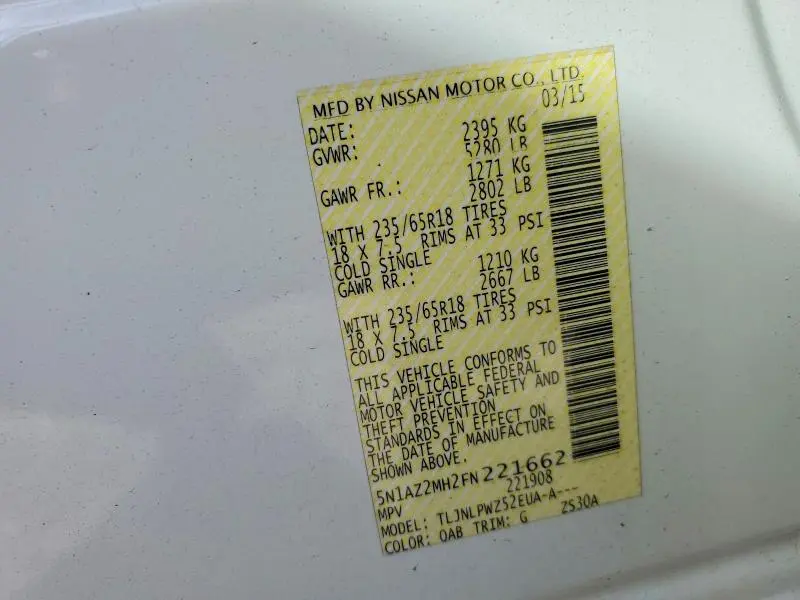 MFD BY NISSAN MOTOR CO., LTD.
DATE: 03/15
GVWR: 2395 KG
5280 LB
GAWR FR.: 1271 KG
2802 LB
WITH 235/65R18 TIRES
18 X 7.5 RIMS AT 33 PSI
COLD SINGLE
GAWR RR.: 1210 KG
2667 LB
WITH 235/65R18 TIRES
18 X 7.5 RIMS AT 33 PSI
COLD SINGLE
THIS VEHICLE CONFORMS TO
ALL APPLICABLE FEDERAL
MOTOR VEHICLE SAFETY AND
THEFT PREVENTION
STANDARDS IN EFFECT ON
THE DATE OF MANUFACTURE
SHOWN ABOVE.
5N1AZ2MH2FN221662
MPV 221908
MODEL: TLJNLPWZ52EUA-A---
COLOR: QAB TRIM: G ZS30A